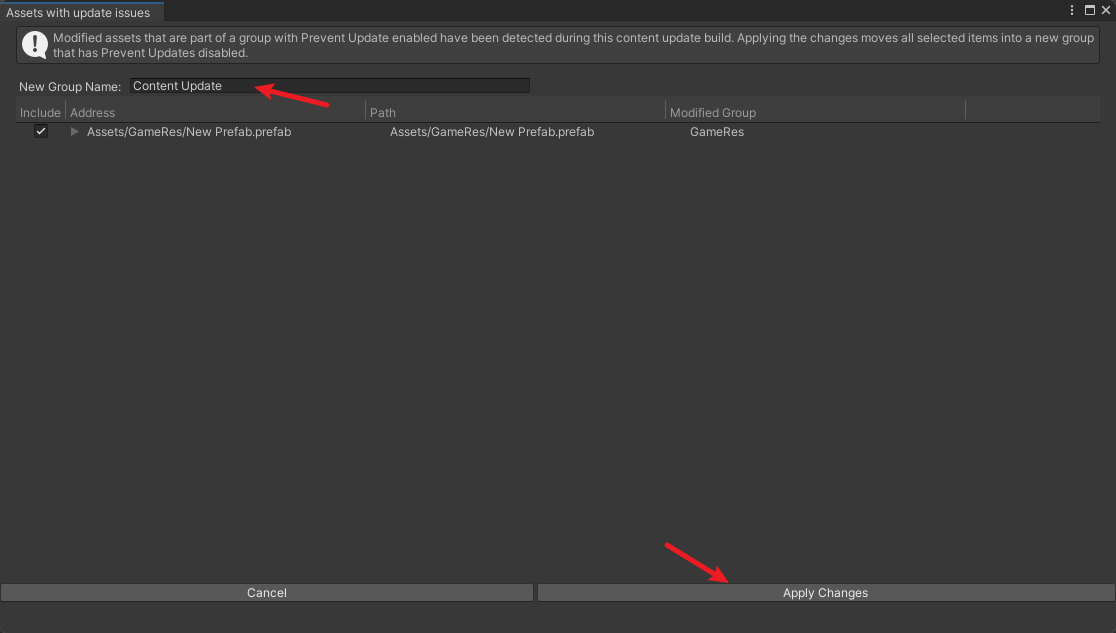 Assets with update issues
Modified assets that are part of a group with Prevent Update enabled have been detected during this content update build. Applying the changes moves all selected items into a new group
that has Prevent Updates disabled.
New Group Name: Content Update
Include Address Path Modified Group
Assets/GameRes/New Prefab.prefab Assets/GameRes/New Prefab.prefab GameRes
Cancel Apply Changes